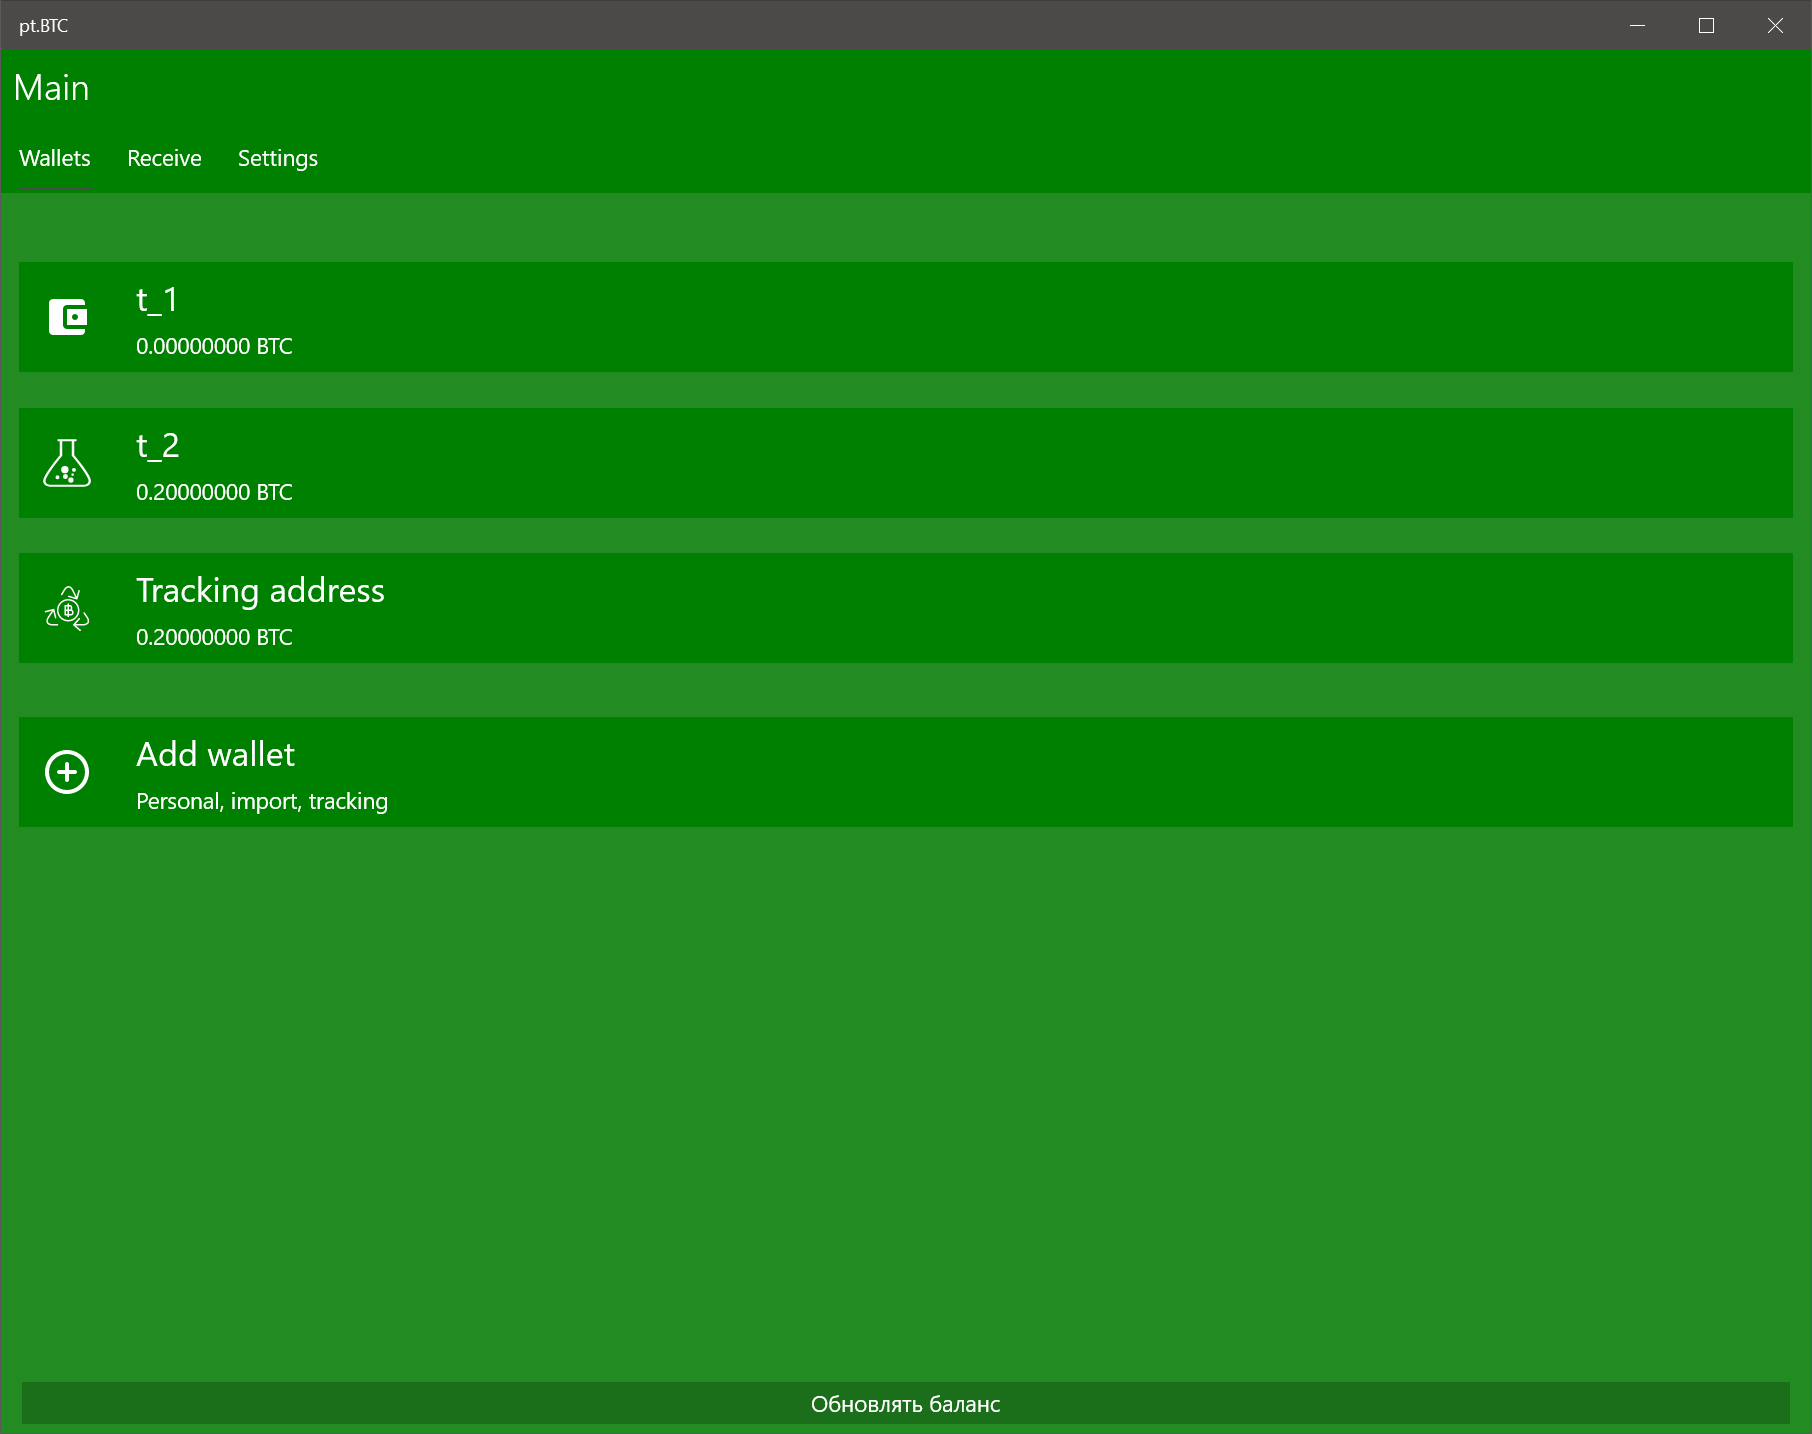 pt.BTC
Main
Wallets Receive Settings
t_1
0.00000000 BTC
t_2
0.20000000 BTC
Tracking address
0.20000000 BTC
Add wallet
Personal, import, tracking
Обновлять баланс